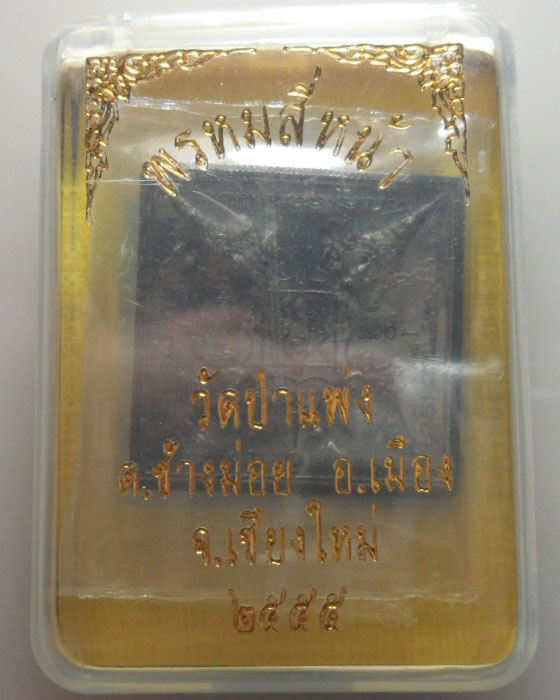 พรหมสี่หน้า
วัดป่าแพ่ง
ต.ช้างม่อย อ.เมือง
จ.เชียงใหม่
๒๕๕๕